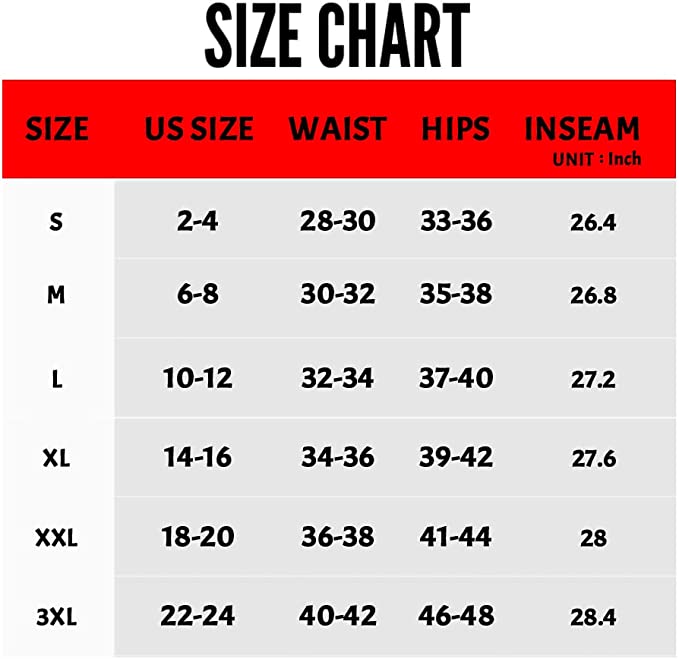 SIZE CHART
SIZE US SIZE WAIST HIPS INSEAM
UNIT : Inch
S 2-4 28-30 33-36 26.4
M 6-8 30-32 35-38 26.8
L 10-12 32-34 37-40 27.2
XL 14-16 34-36 39-42 27.6
XXL 18-20 36-38 41-44 28
3XL 22-24 40-42 46-48 28.4